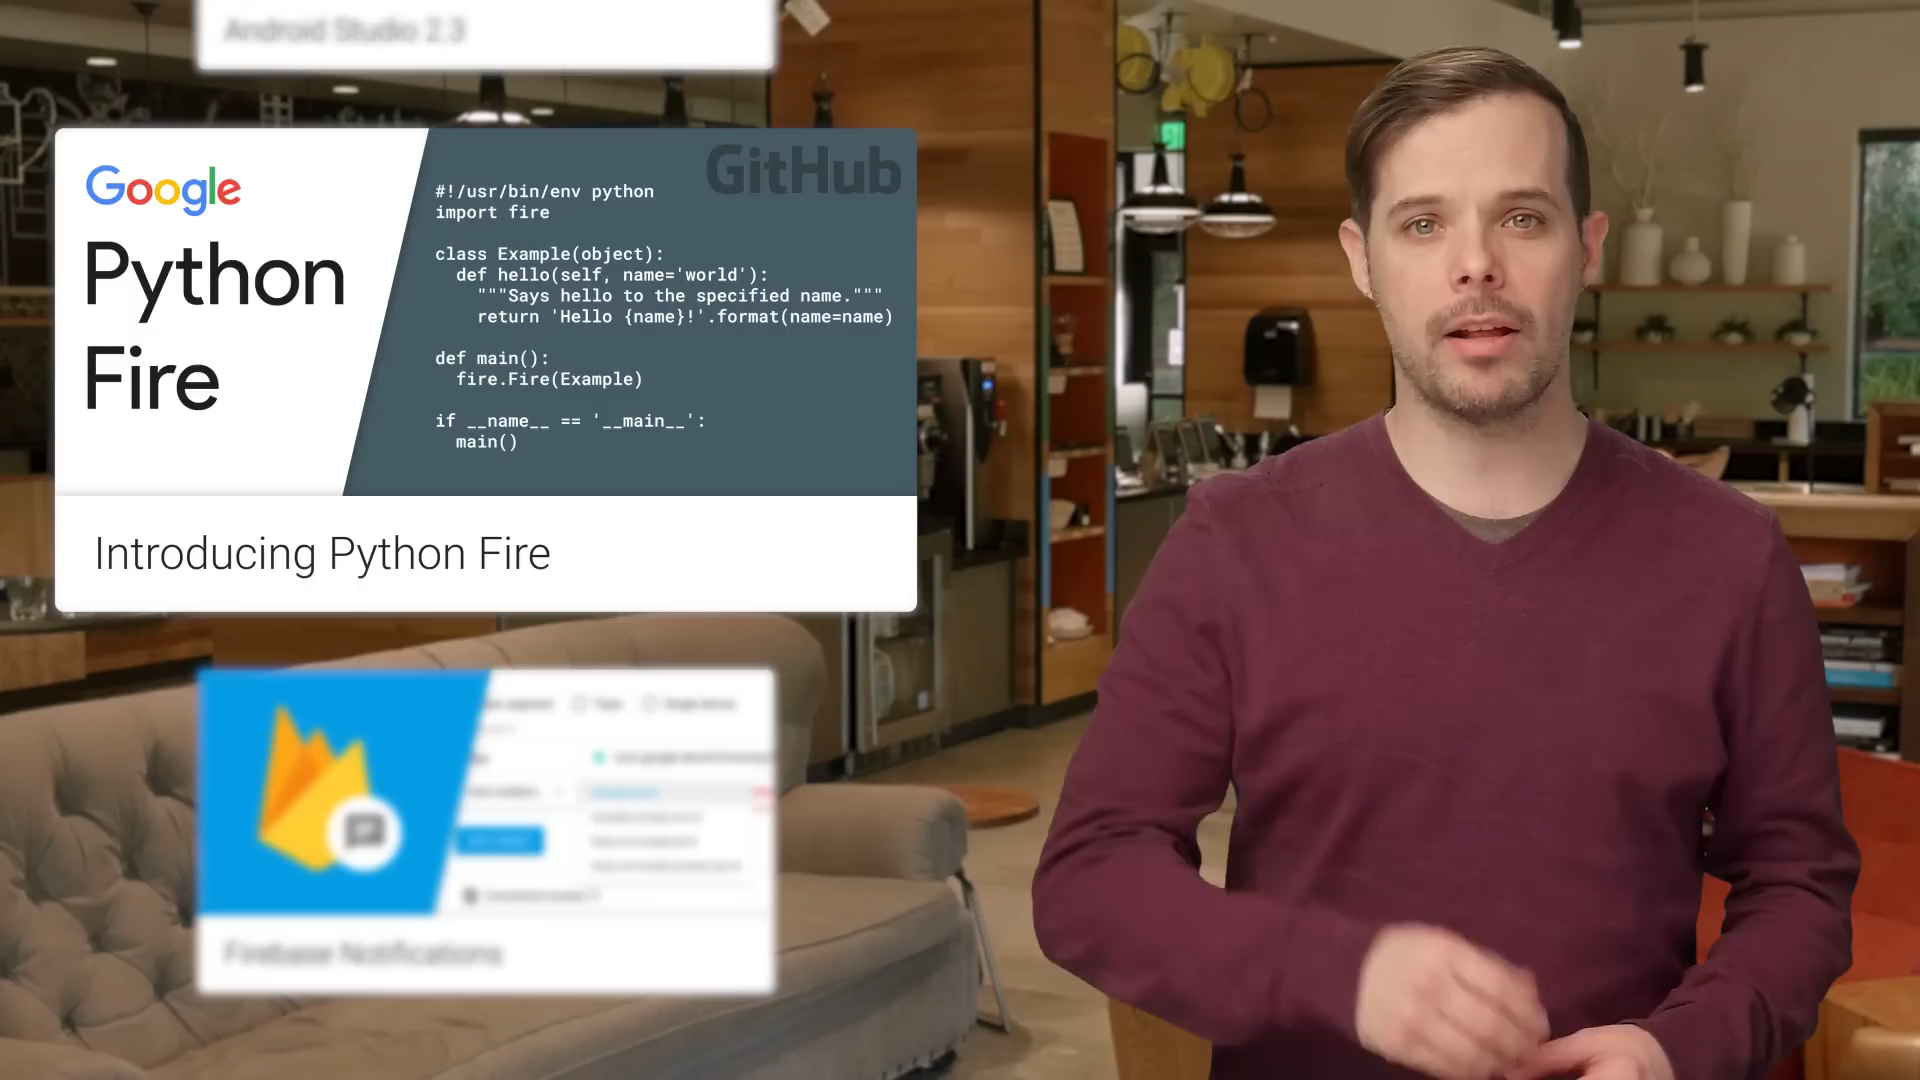 Android Studio 2.3
Google
Python
Fire
GitHub
#!/usr/bin/env python
import fire
class Example(object):
def hello(self, name='world'):
"""Says hello to the specified name."""
return 'Hello {name}!'.format(name=name)
def main():
fire.Fire(Example)
if __name__ == '__main__':
main()
Introducing Python Fire
Firebase Notifications